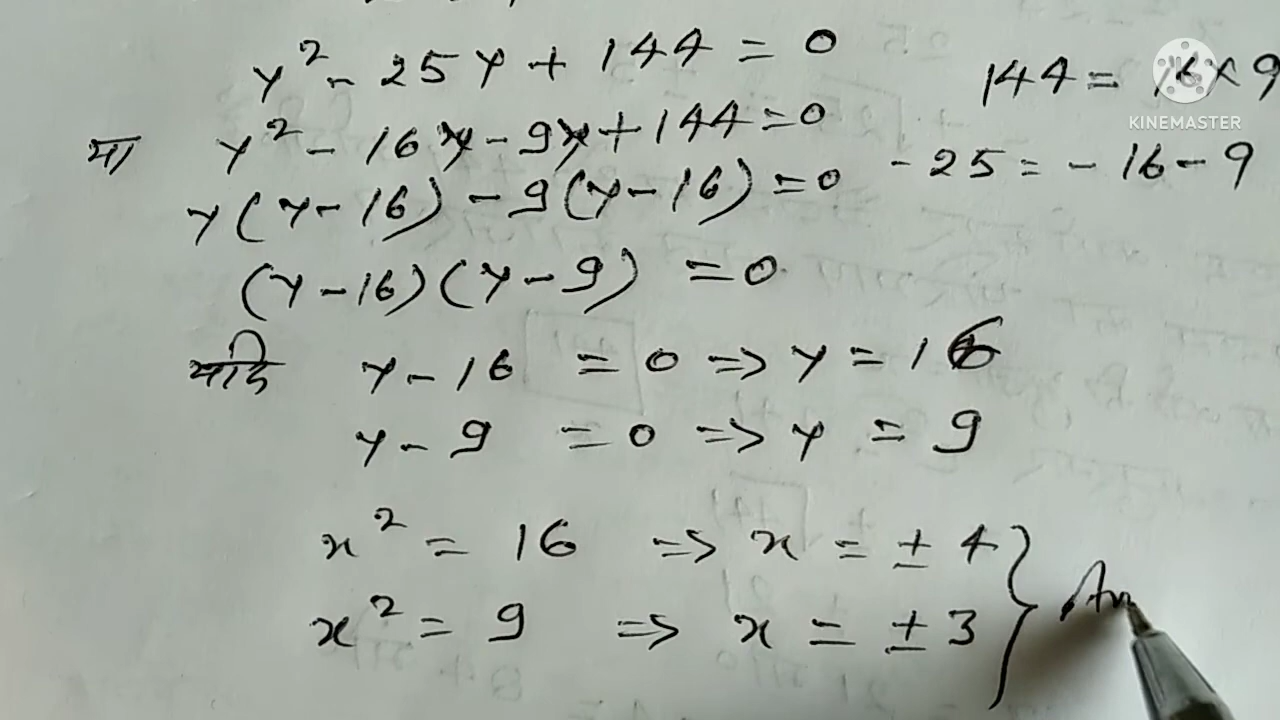 y² - 25y + 144 = 0
144 = 16 × 9
KINEMASTER
या y² - 16y - 9y + 144 = 0
- 25 = - 16 - 9
y(y - 16) - 9(y - 16) = 0
(y - 16)(y - 9) = 0
यदि y - 16 = 0 => y = 16
y - 9 = 0 => y = 9
x² = 16 => x = ± 4
x² = 9 => x = ± 3